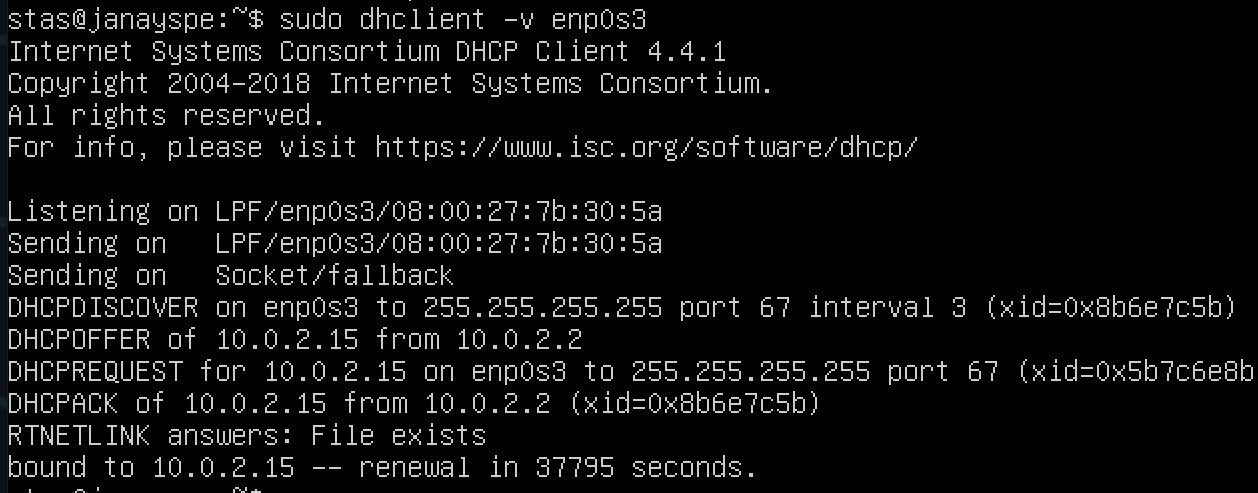 stas@janayspe:~$ sudo dhclient -v enp0s3
Internet Systems Consortium DHCP Client 4.4.1
Copyright 2004-2018 Internet Systems Consortium.
All rights reserved.
For info, please visit https://www.isc.org/software/dhcp/
Listening on LPF/enp0s3/08:00:27:7b:30:5a
Sending on   LPF/enp0s3/08:00:27:7b:30:5a
Sending on   Socket/fallback
DHCPDISCOVER on enp0s3 to 255.255.255.255 port 67 interval 3 (xid=0x8b6e7c5b)
DHCPOFFER of 10.0.2.15 from 10.0.2.2
DHCPREQUEST for 10.0.2.15 on enp0s3 to 255.255.255.255 port 67 (xid=0x5b7c6e8b
DHCPACK of 10.0.2.15 from 10.0.2.2 (xid=0x8b6e7c5b)
RTNETLINK answers: File exists
bound to 10.0.2.15 -- renewal in 37795 seconds.